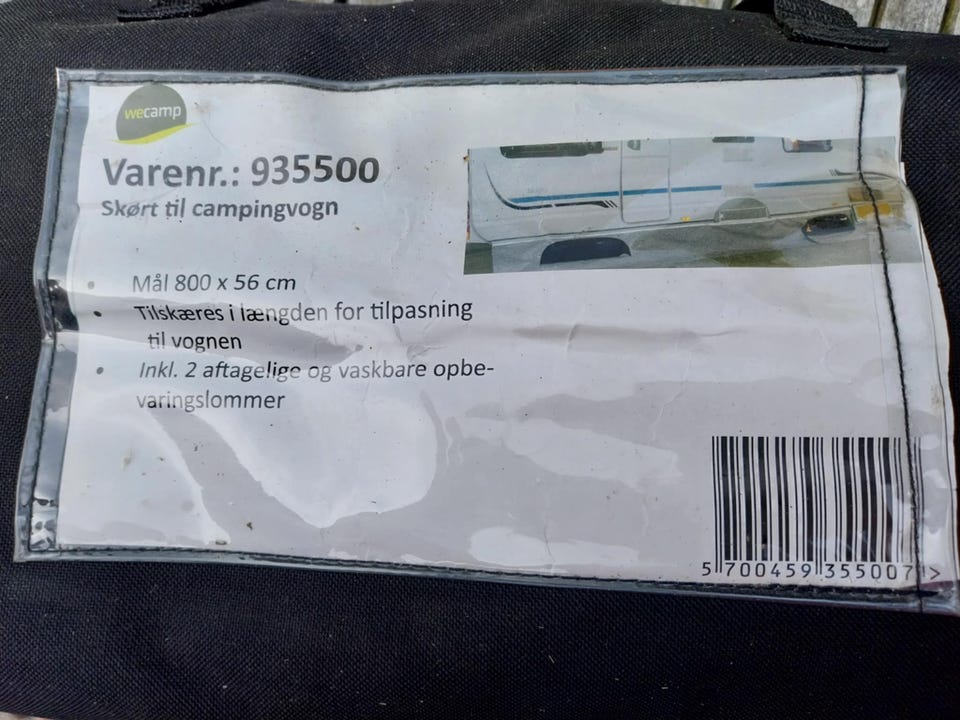 wecamp
Varenr.: 935500
Skørt til campingvogn
• Mål 800 x 56 cm
• Tilskæres i længden for tilpasning
til vognen
• Inkl. 2 aftagelige og vaskbare opbe-
varingslommer
5 700459 355007 >